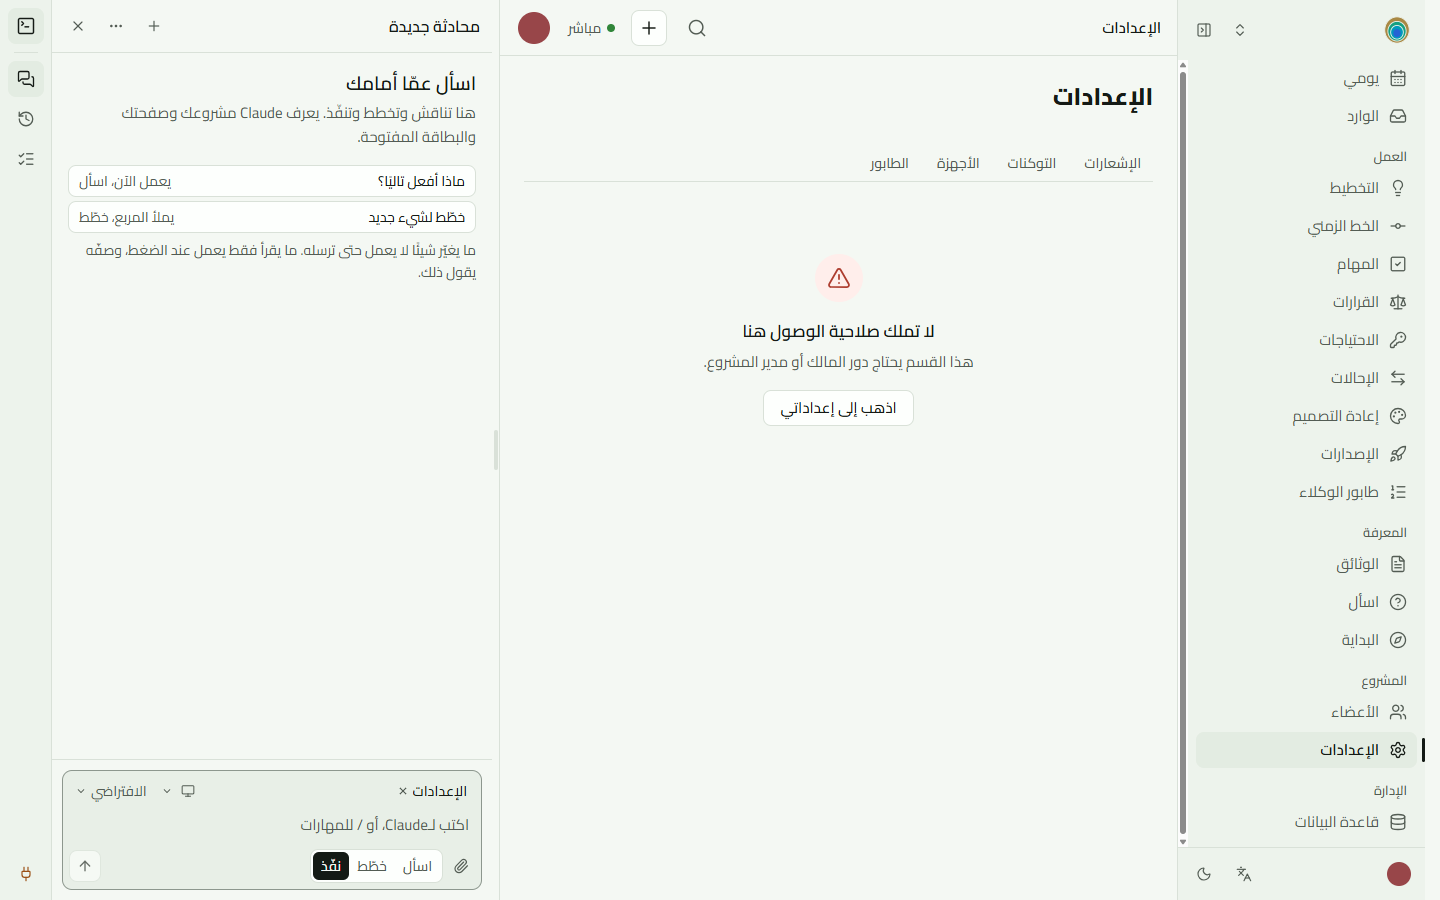 يومي
الوارد
العمل
التخطيط
الخط الزمني
المهام
القرارات
الاحتياجات
الإحالات
إعادة التصميم
الإصدارات
طابور الوكلاء
المعرفة
الوثائق
اسأل
البداية
المشروع
الأعضاء
الإعدادات
الإدارة
قاعدة البيانات
الإعدادات
مباشر
الإعدادات
الإشعارات
التوكنات
الأجهزة
الطابور
لا تملك صلاحية الوصول هنا
هذا القسم يحتاج دور المالك أو مدير المشروع.
اذهب إلى إعداداتي
محادثة جديدة
اسأل عمّا أمامك
هنا تناقش وتخطط وتنفّذ. يعرف Claude مشروعك وصفحتك
والبطاقة المفتوحة.
ماذا أفعل تاليًا؟ يعمل الآن، اسأل
خطّط لشيء جديد يملأ المربع، خطّط
ما يغيّر شيئًا لا يعمل حتى ترسله. ما يقرأ فقط يعمل عند الضغط، وصفّه
يقول ذلك.
الإعدادات
الافتراضي
اكتب لـClaude، أو / للمهارات
اسأل
خطّط
نفّذ